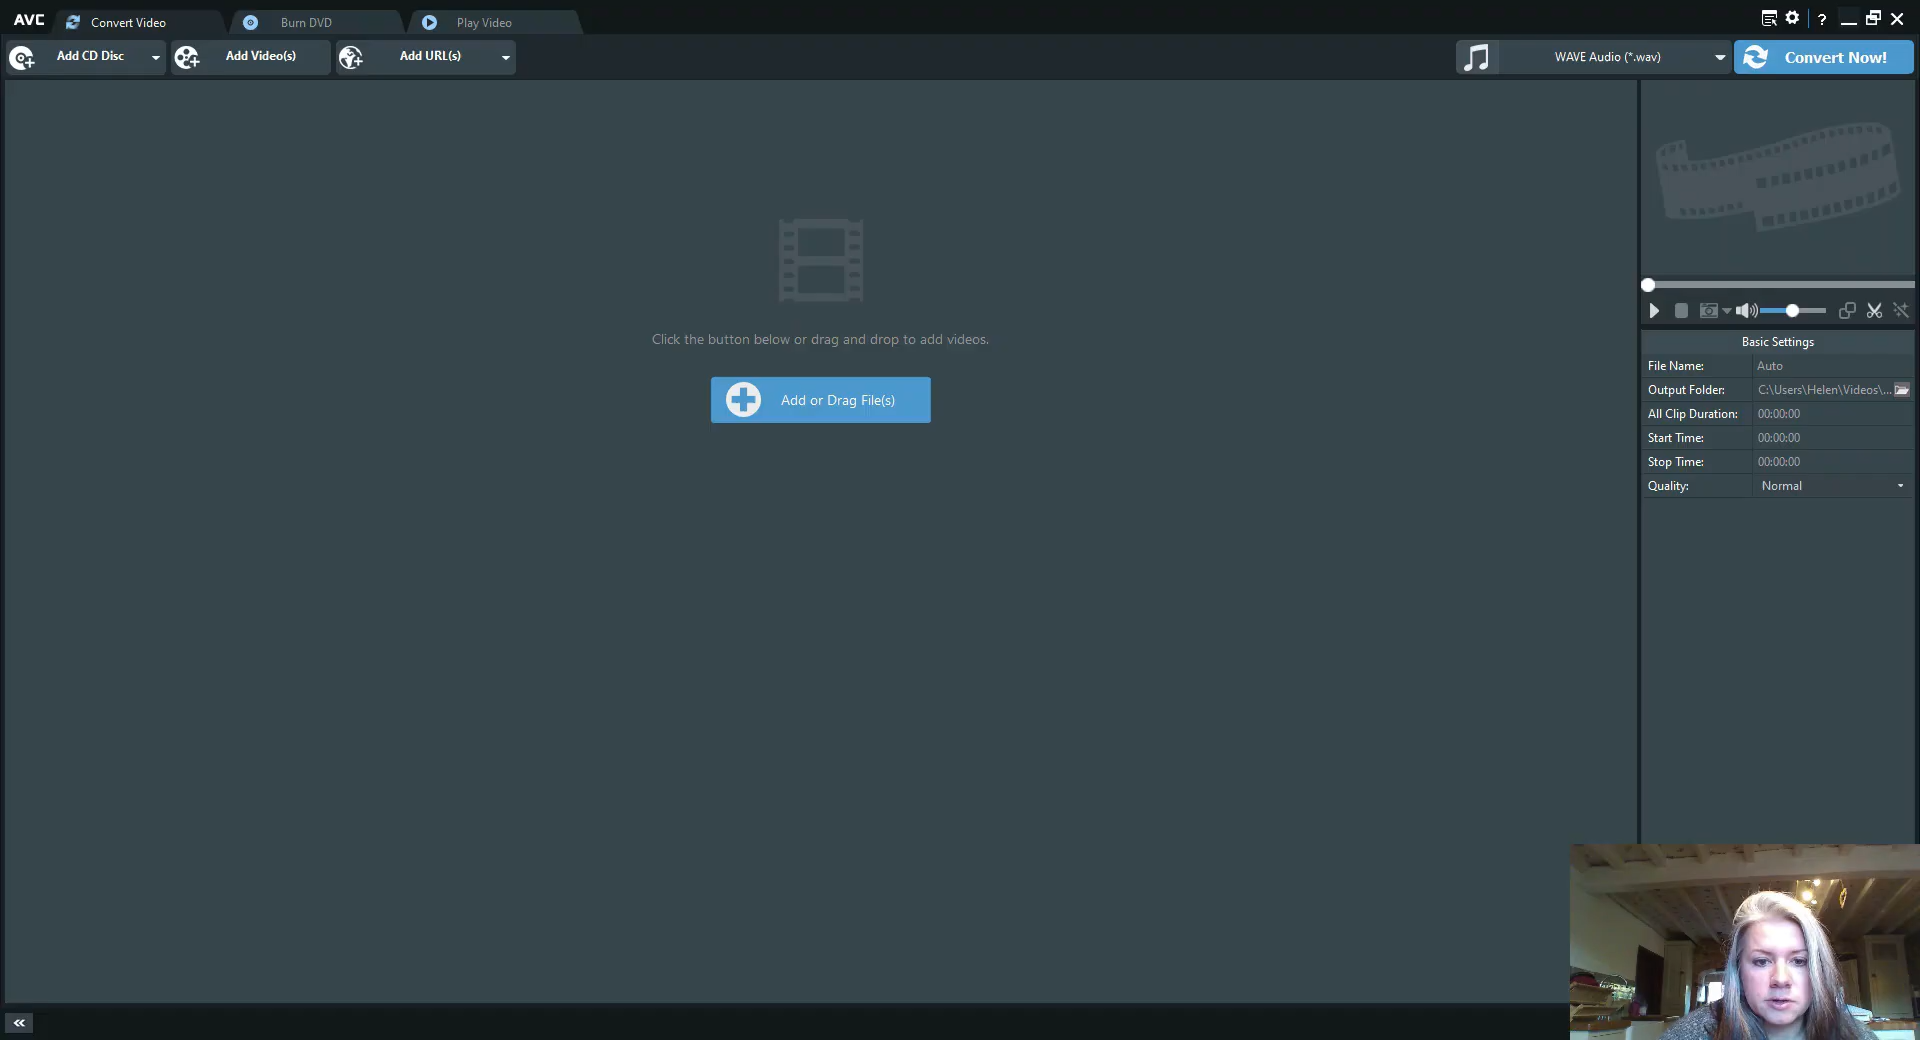 AVC
Convert Video
Burn DVD
Play Video
?
Add CD Disc
Add Video(s)
Add URL(s)
WAVE Audio (*.wav)
Convert Now!
Click the button below or drag and drop to add videos.
Add or Drag File(s)
Basic Settings
File Name: Auto
Output Folder: C:\Users\Helen\Videos\...
All Clip Duration: 00:00:00
Start Time: 00:00:00
Stop Time: 00:00:00
Quality: Normal